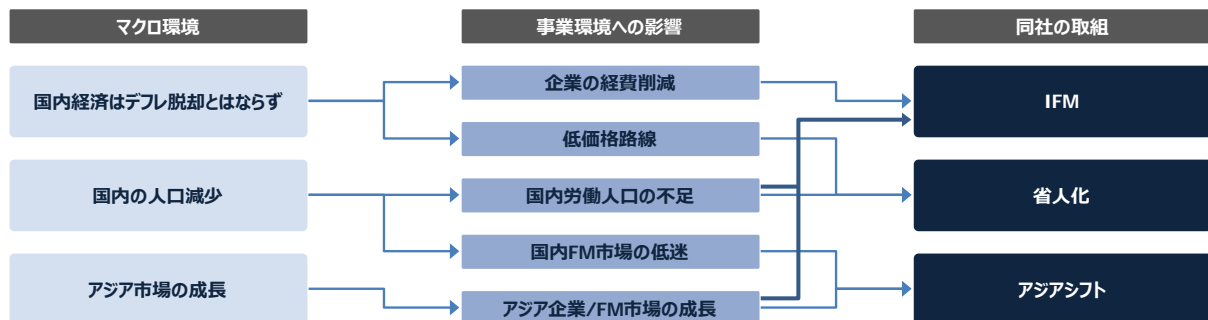 マクロ環境
事業環境への影響
同社の取組
国内経済はデフレ脱却とはならず
国内の人口減少
アジア市場の成長
企業の経費削減
低価格路線
国内労働人口の不足
国内FM市場の低迷
アジア企業/FM市場の成長
IFM
省人化
アジアシフト